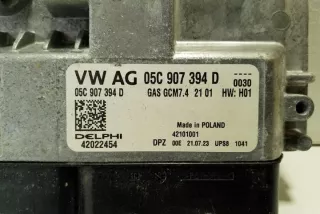 VW AG 05C 907 394 D
----
0030
05C 907 394 D GAS GCM7.4 21 01 HW: H01
Made in POLAND
DELPHI 42101001
42022454 DPZ 00E 21.07.23 UPS8 1041